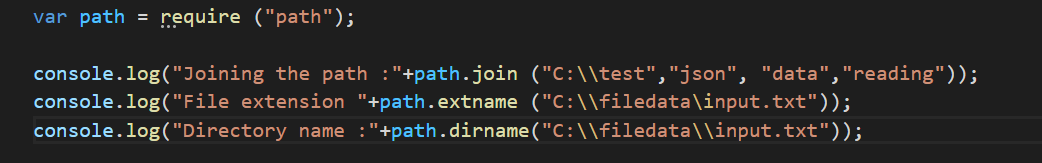 var path = require ("path");
console.log("Joining the path :"+path.join ("C:\\test","json", "data","reading"));
console.log("File extension "+path.extname ("C:\\filedata\input.txt"));
console.log("Directory name :"+path.dirname("C:\\filedata\\input.txt"));